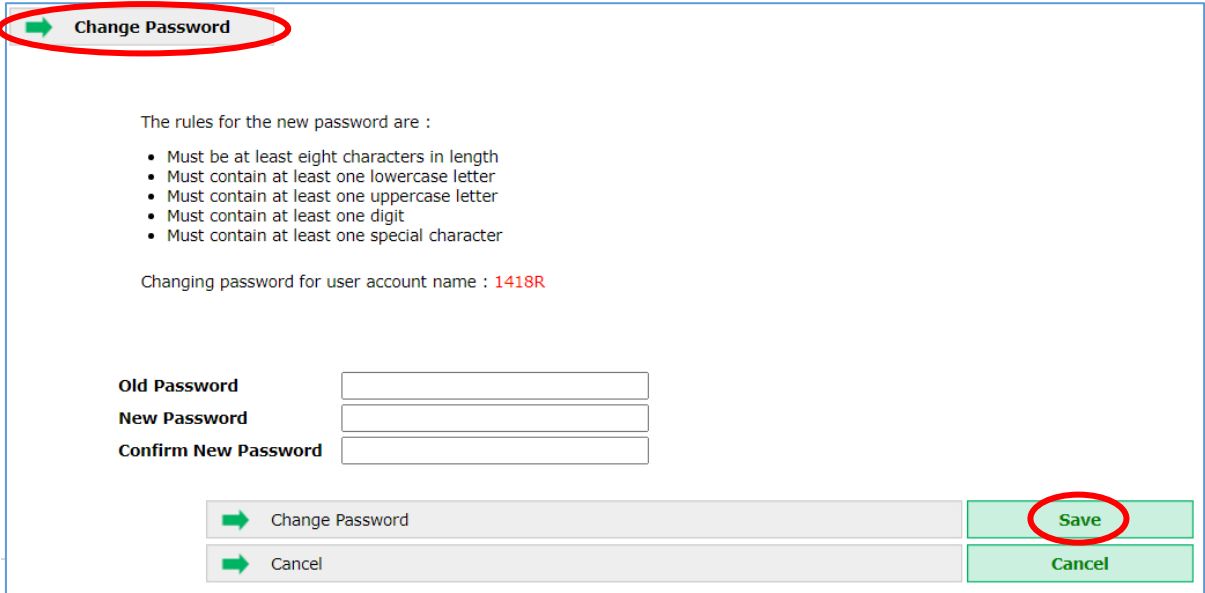 Change Password
The rules for the new password are :
• Must be at least eight characters in length
• Must contain at least one lowercase letter
• Must contain at least one uppercase letter
• Must contain at least one digit
• Must contain at least one special character
Changing password for user account name : 1418R
Old Password
New Password
Confirm New Password
Change Password Save
Cancel Cancel